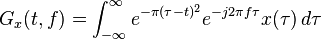 G_x(t, f) = \int_{-\infty}^{\infty} e^{-\pi(\tau-t)^2} e^{-j2\pi f\tau} x(\tau) \, d\tau